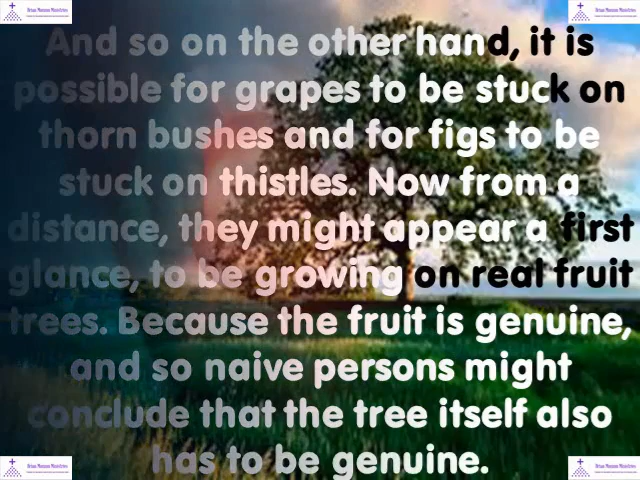 And so on the other hand, it is
possible for grapes to be stuck on
thorn bushes and for figs to be
stuck on thistles. Now from a
distance, they might appear a first
glance, to be growing on real fruit
trees. Because the fruit is genuine,
and so naive persons might
conclude that the tree itself also
has to be genuine.